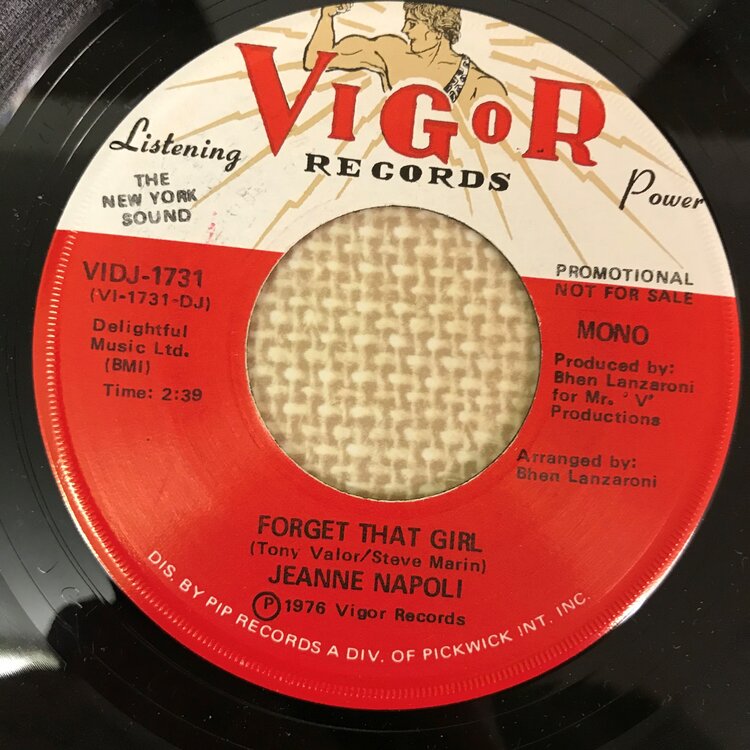 VIGOR
RECORDS
Listening
Power
THE
NEW YORK
SOUND
VIDJ-1731
(VI-1731-DJ)
Delightful
Music Ltd.
(BMI)
Time: 2:39
PROMOTIONAL
NOT FOR SALE
MONO
Produced by:
Bhen Lanzaroni
for Mr. 'V'
Productions
Arranged by:
Bhen Lanzaroni
FORGET THAT GIRL
(Tony Valor/Steve Marin)
JEANNE NAPOLI
Ⓟ1976 Vigor Records
DIS. BY PIP RECORDS A DIV. OF PICKWICK INT. INC.